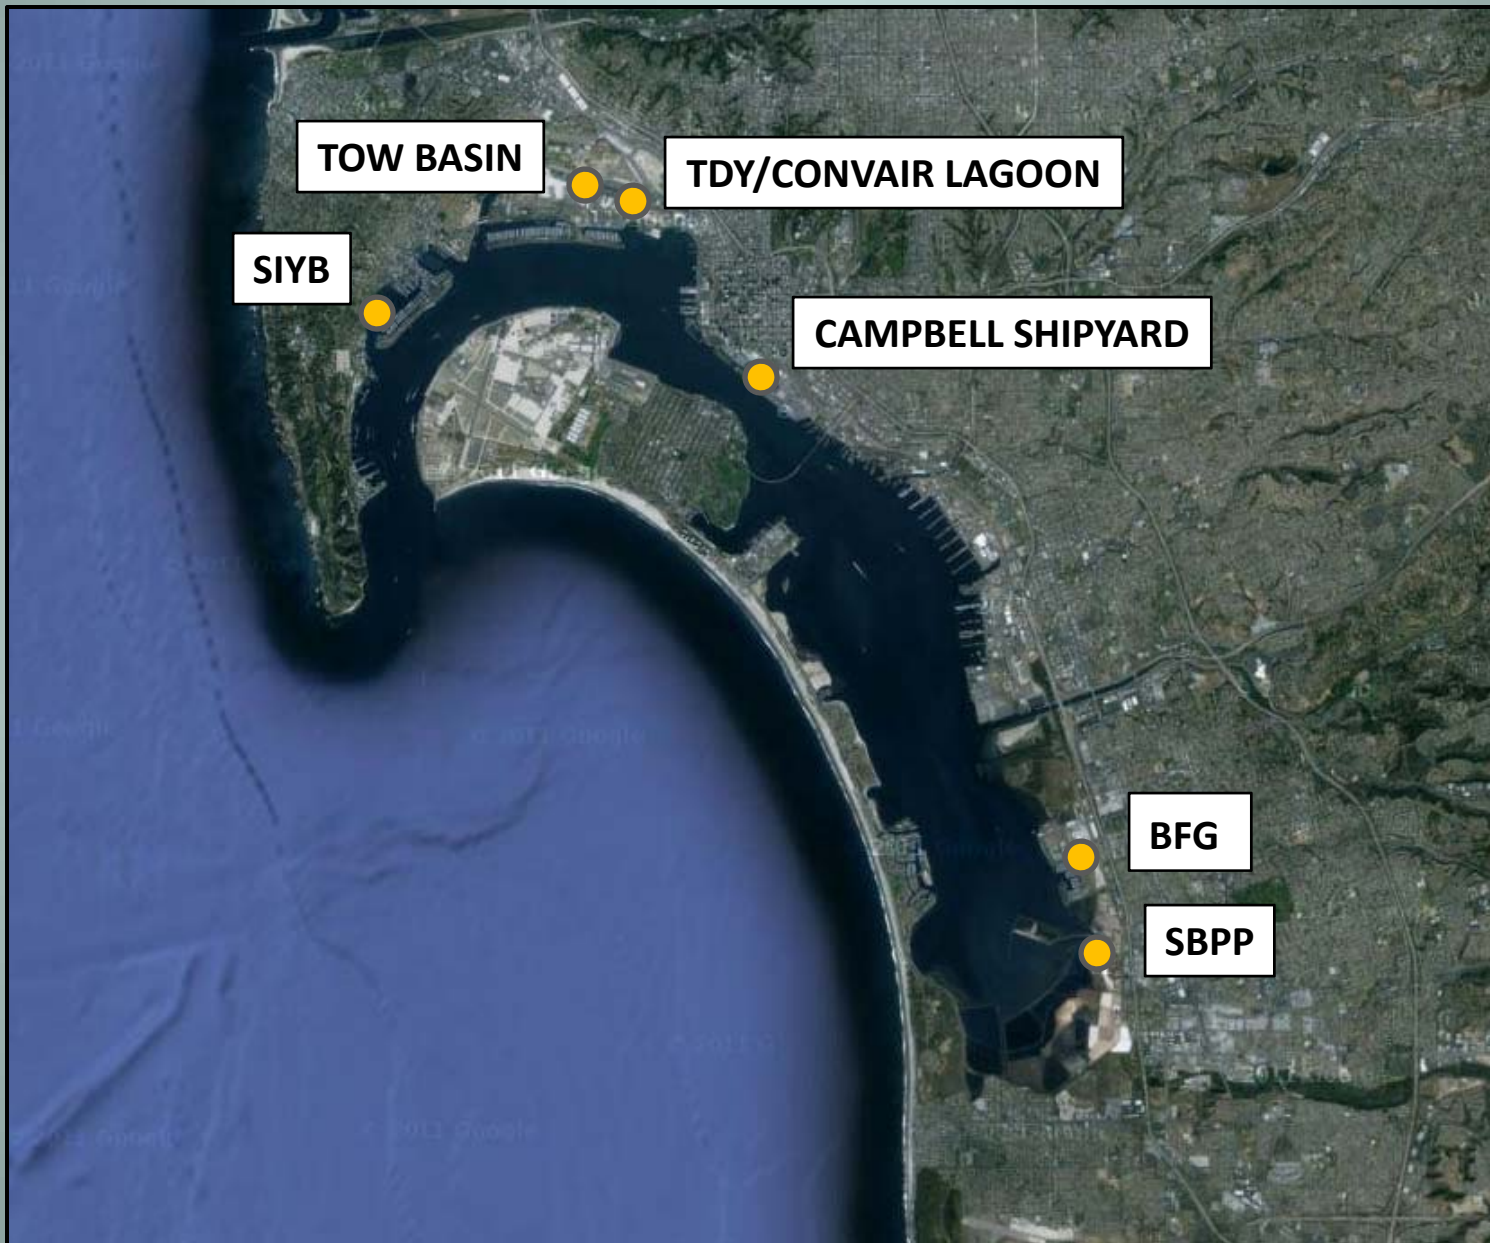 TOW BASIN
TDY/CONVAIR LAGOON
SIYB
CAMPBELL SHIPYARD
BFG
SBPP